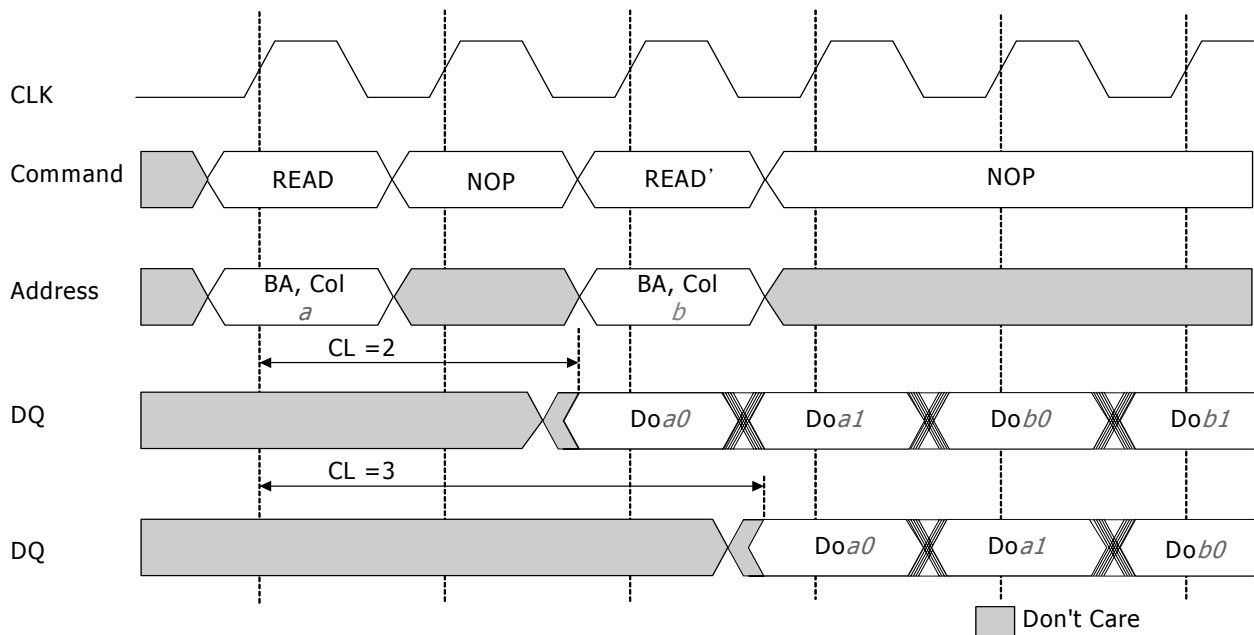 CLK
Command
READ
NOP
READ'
NOP
Address
BA, Col
a
BA, Col
b
CL =2
DQ
Doa0
Doa1
Dob0
Dob1
CL =3
DQ
Doa0
Doa1
Dob0
Don't Care